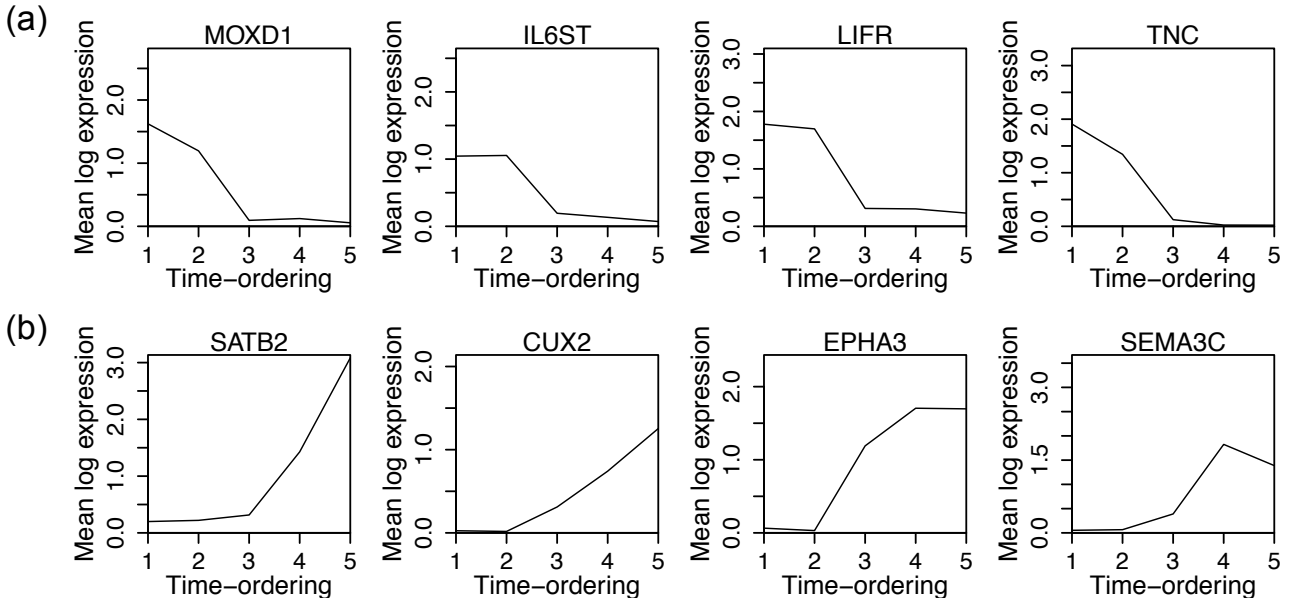 (a)
MOXD1 IL6ST LIFR TNC
Mean log expression Mean log expression Mean log expression Mean log expression
0.0 1.0 2.0 0.0 1.0 2.0 0.0 1.0 2.0 3.0 0.0 1.0 2.0 3.0
1 2 3 4 5 1 2 3 4 5 1 2 3 4 5 1 2 3 4 5
Time−ordering Time−ordering Time−ordering Time−ordering
(b)
SATB2 CUX2 EPHA3 SEMA3C
Mean log expression Mean log expression Mean log expression Mean log expression
0.0 1.0 2.0 3.0 0.0 1.0 2.0 0.0 1.0 2.0 0.0 1.5 3.0
1 2 3 4 5 1 2 3 4 5 1 2 3 4 5 1 2 3 4 5
Time−ordering Time−ordering Time−ordering Time−ordering